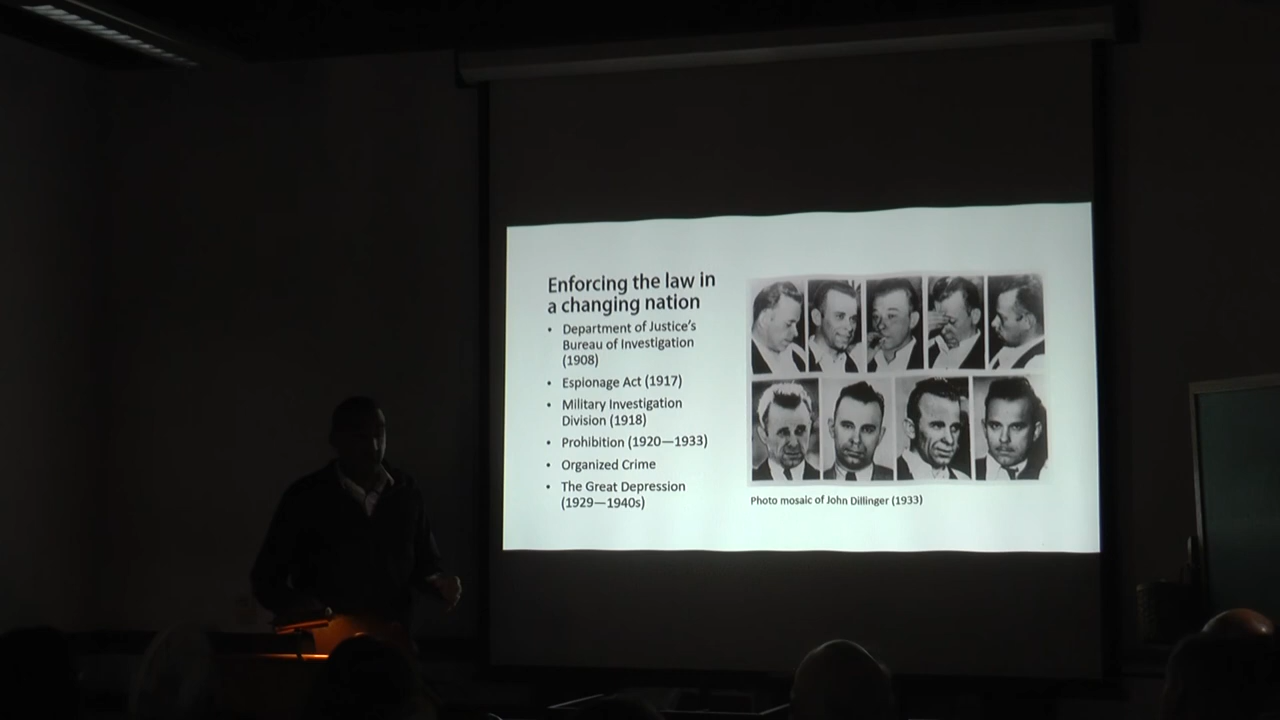 Enforcing the law in
a changing nation
• Department of Justice's
Bureau of Investigation
(1908)
• Espionage Act (1917)
• Military Investigation
Division (1918)
• Prohibition (1920—1933)
• Organized Crime
• The Great Depression
(1929—1940s)
Photo mosaic of John Dillinger (1933)